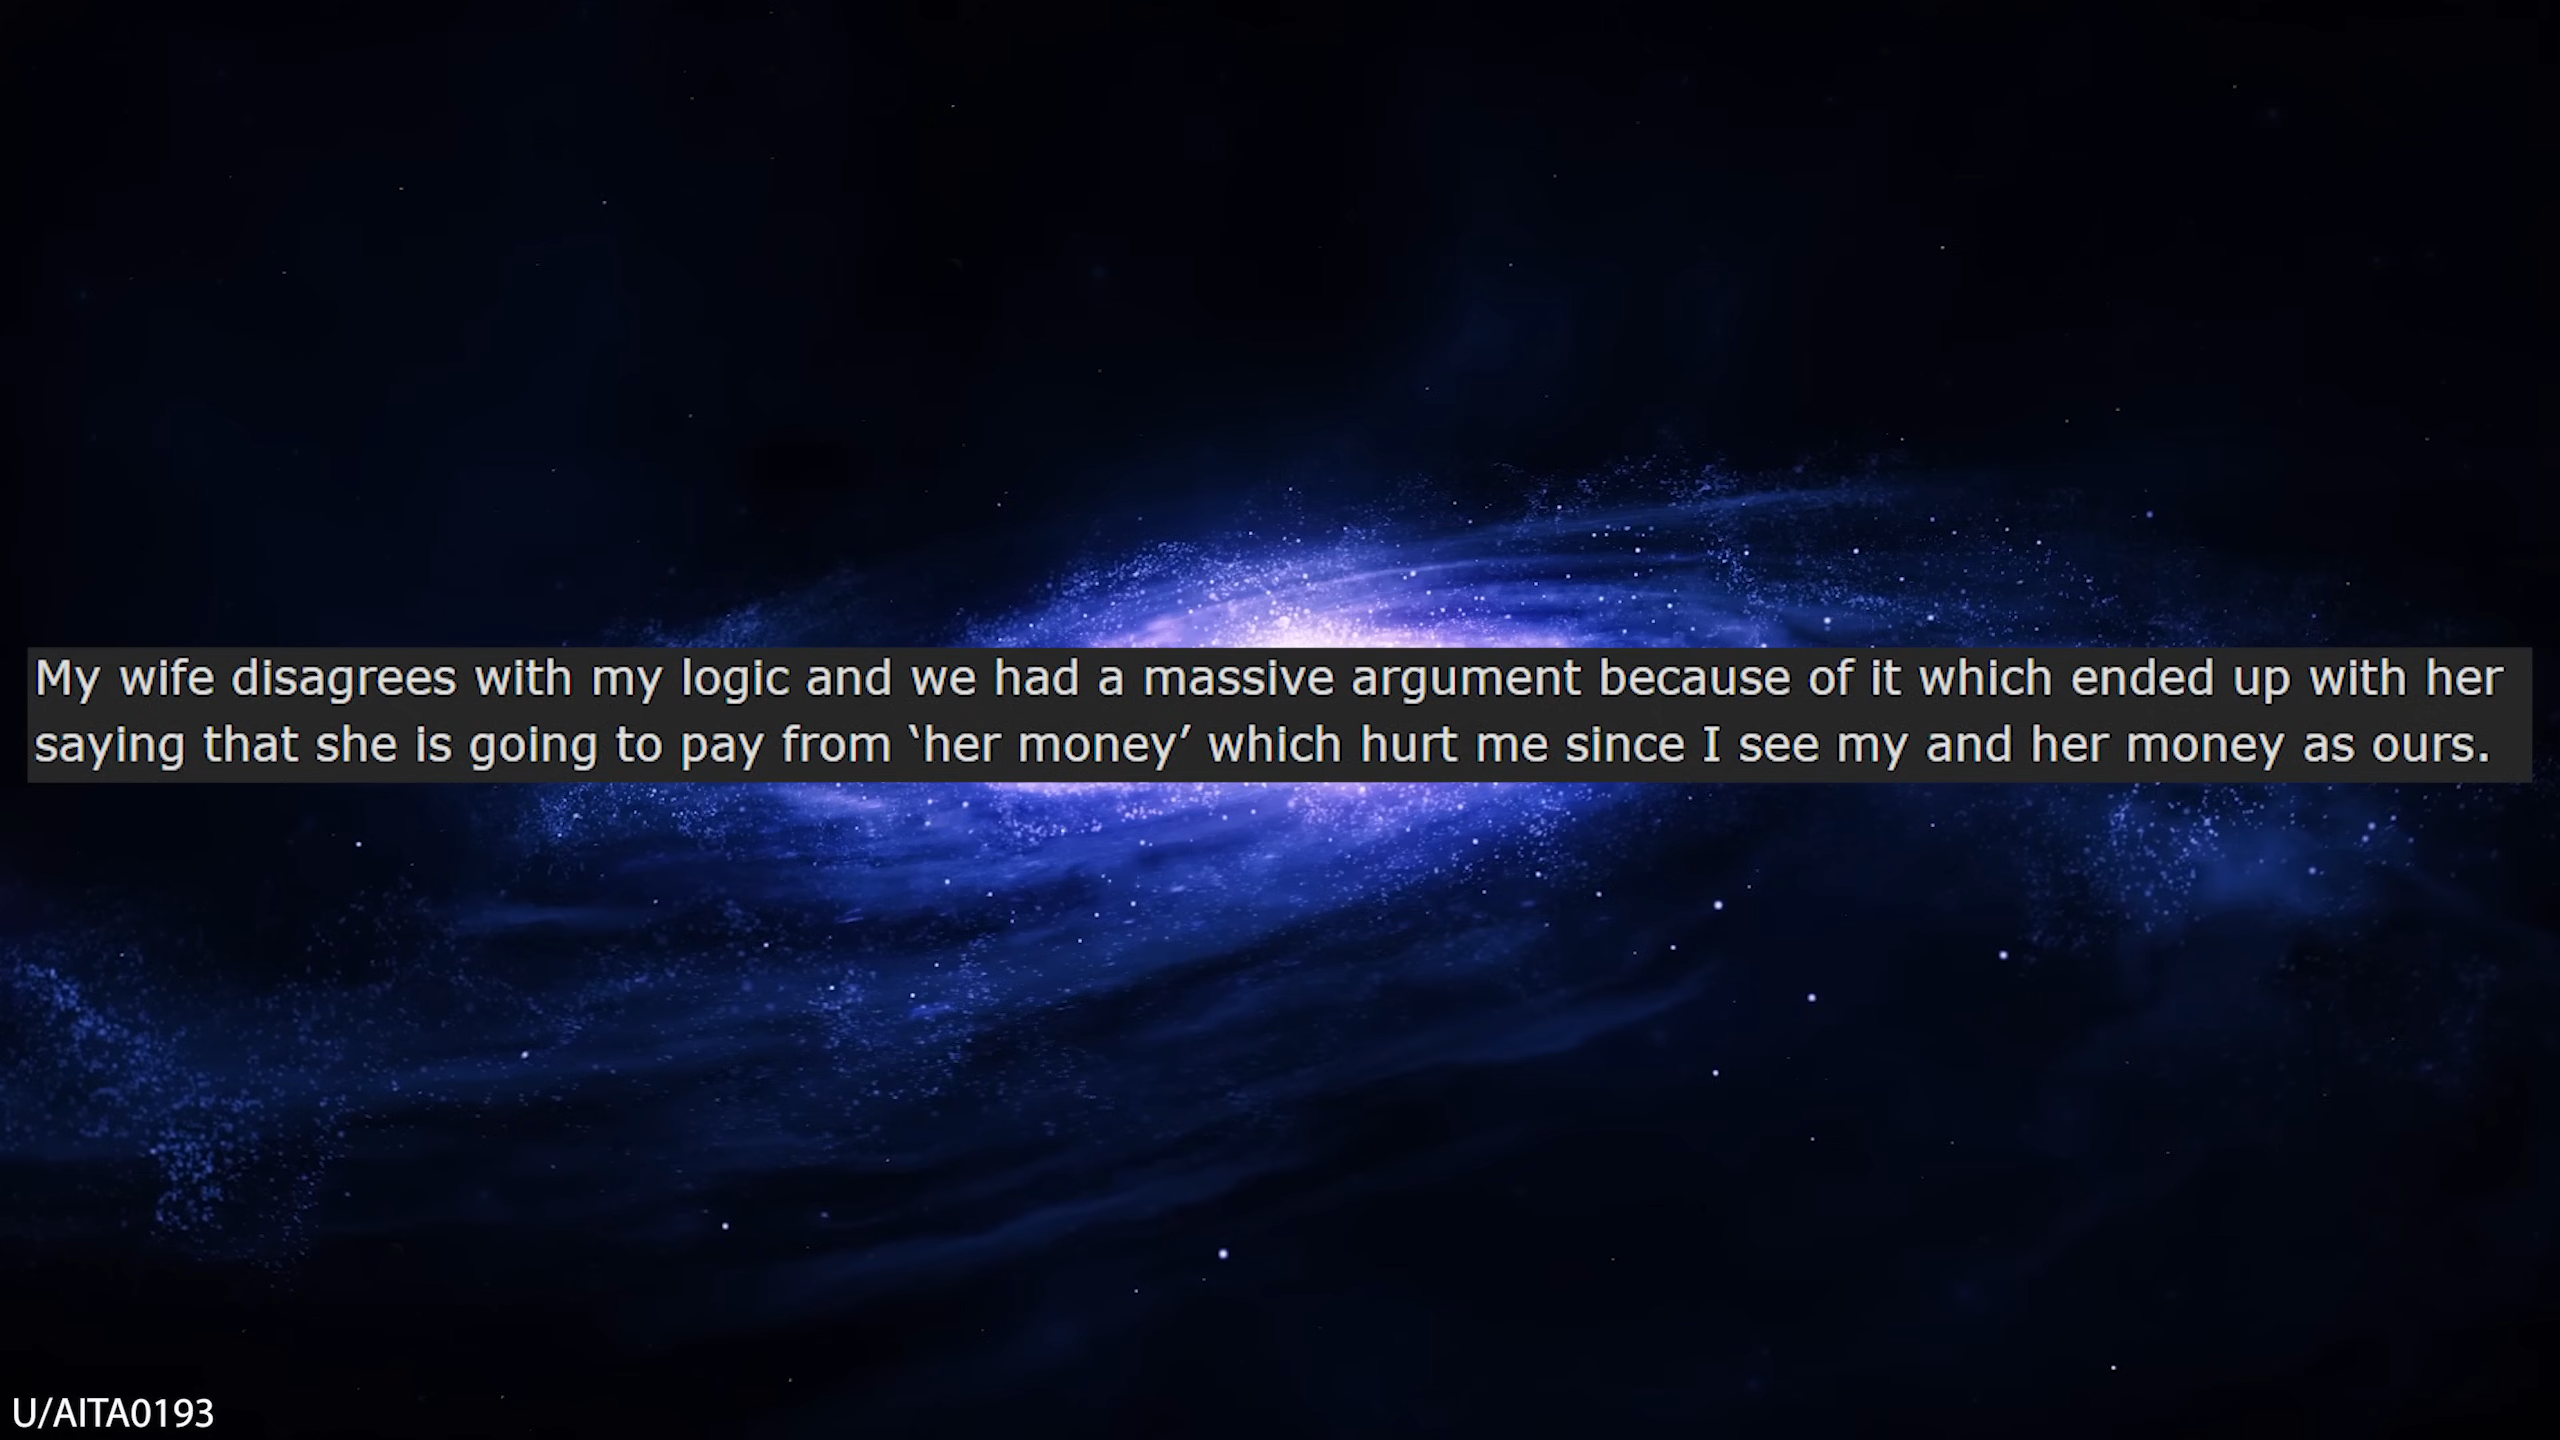 My wife disagrees with my logic and we had a massive argument because of it which ended up with her
saying that she is going to pay from ‘her money’ which hurt me since I see my and her money as ours.
U/AITA0193